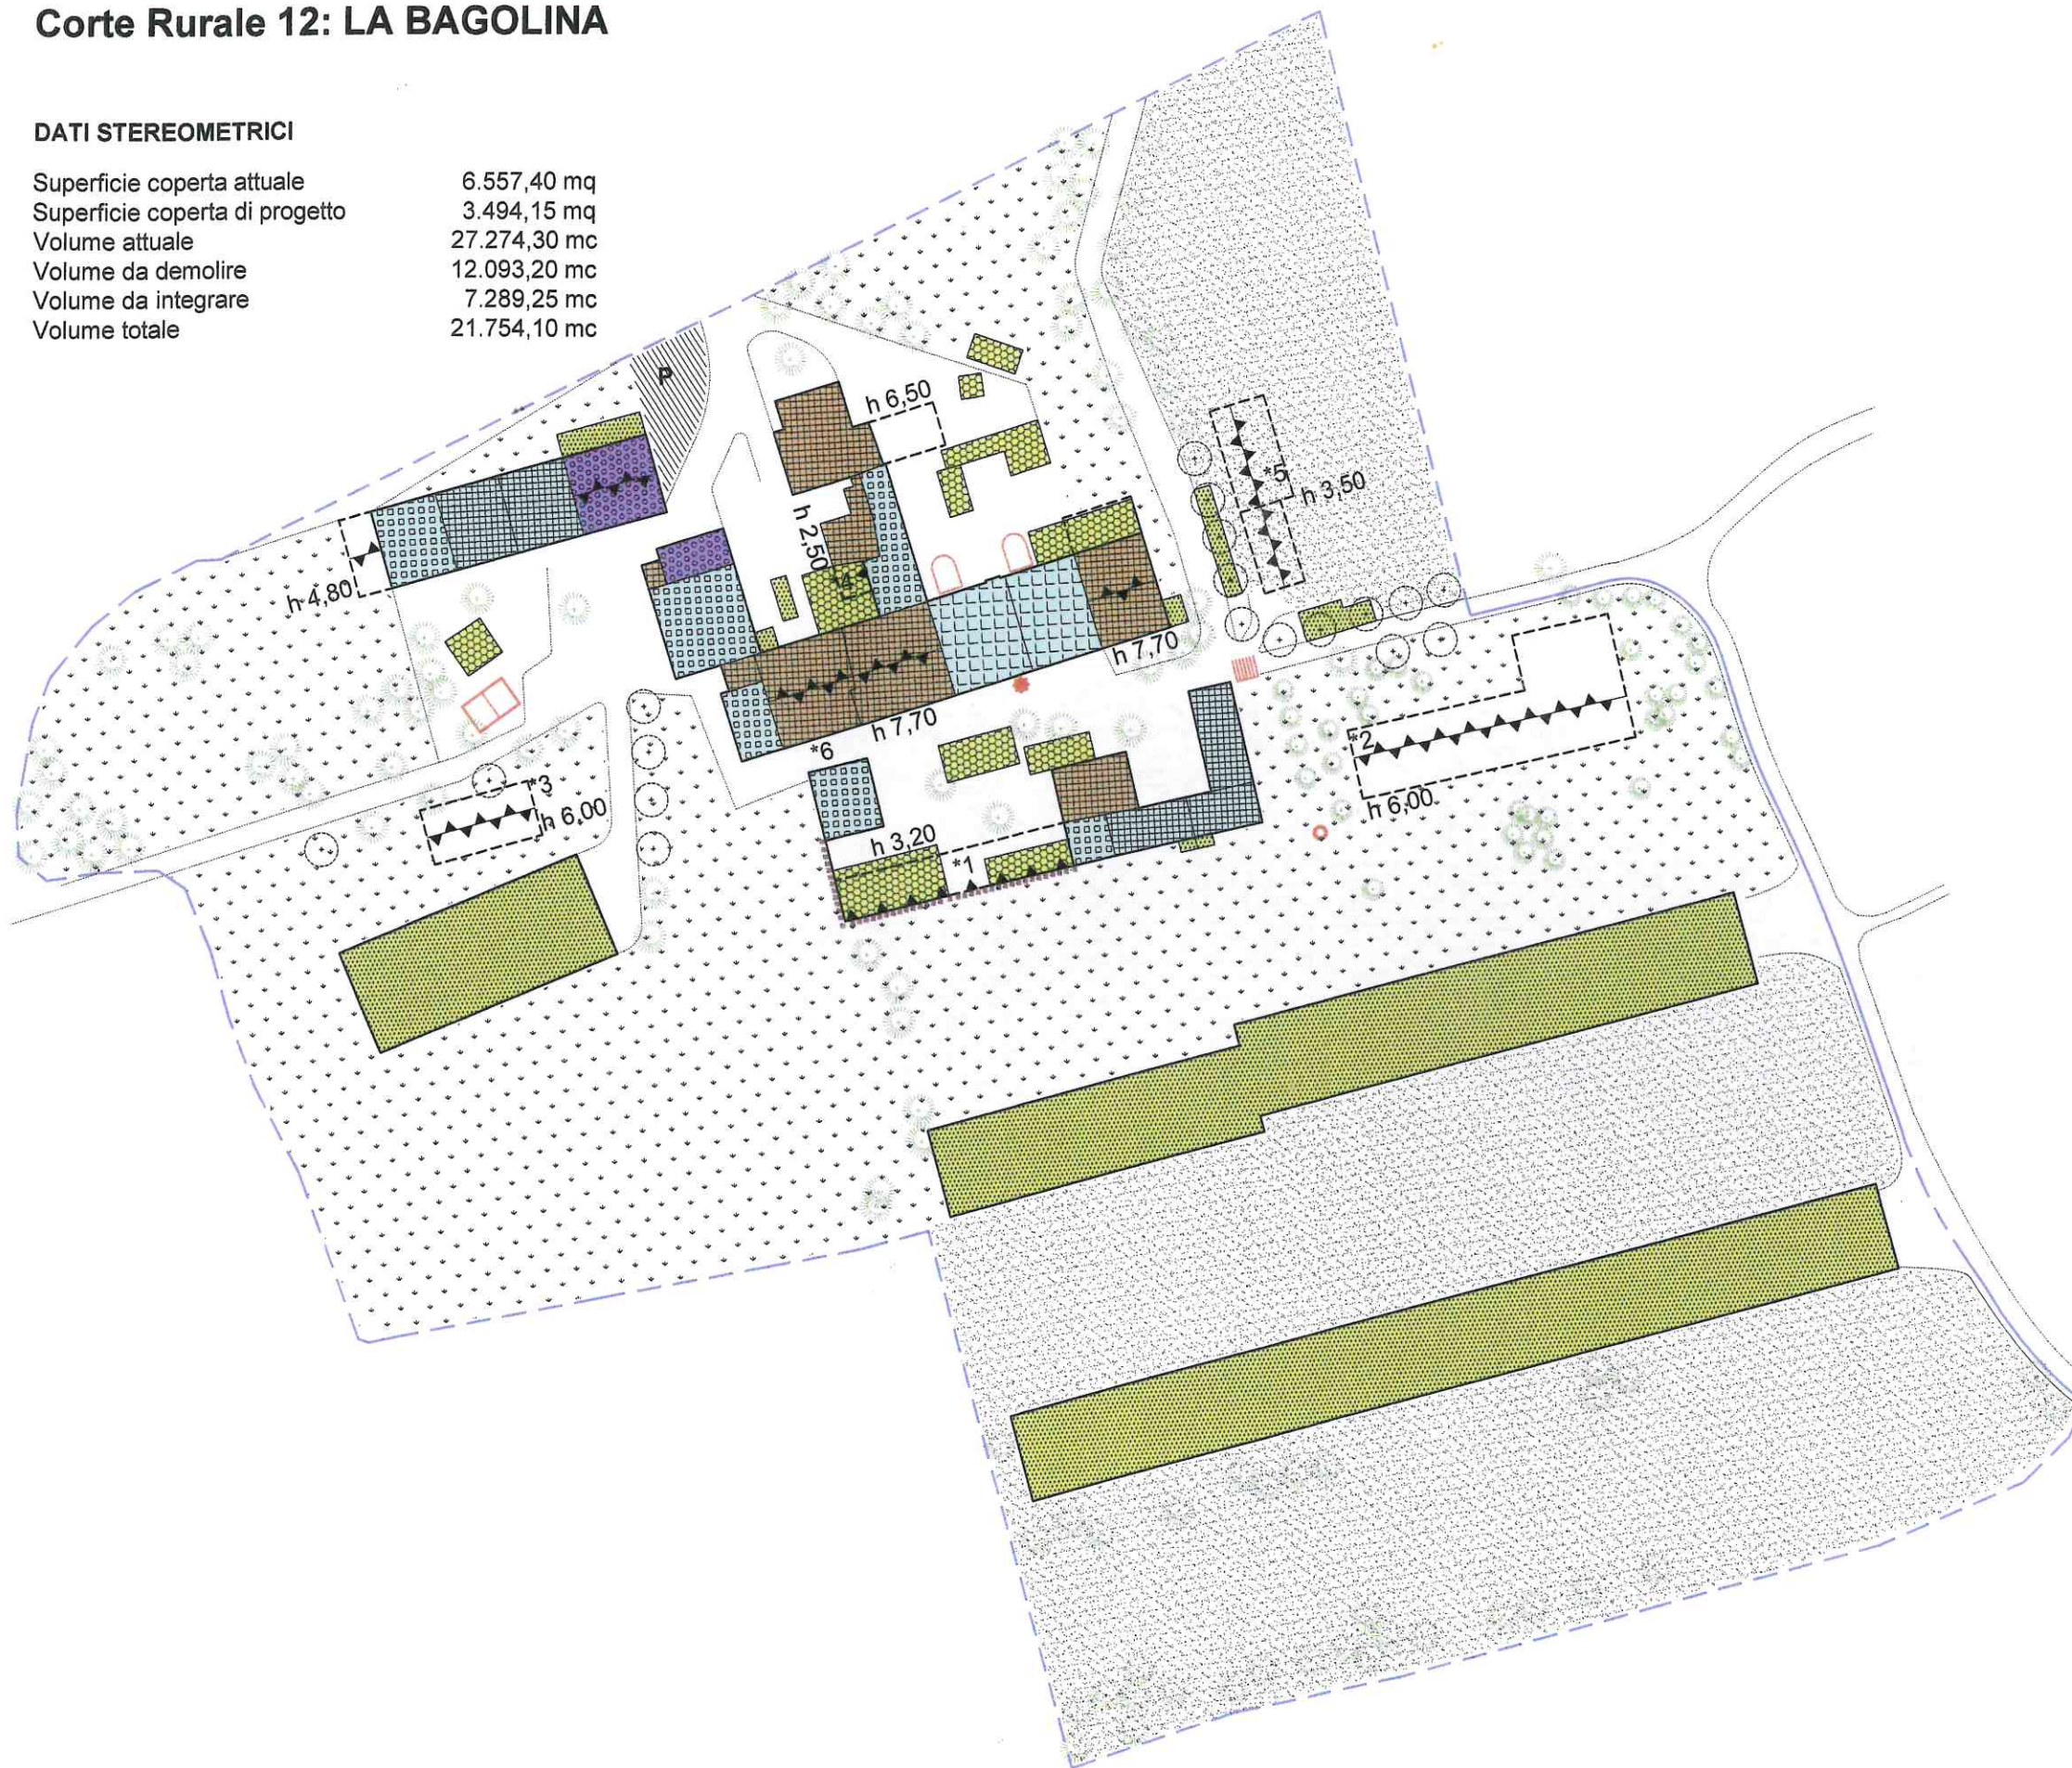 Corte Rurale 12: LA BAGOLINA
DATI STEREOMETRICI
Superficie coperta attuale 6.557,40 mq
Superficie coperta di progetto 3.494,15 mq
Volume attuale 27.274,30 mc
Volume da demolire 12.093,20 mc
Volume da integrare 7.289,25 mc
Volume totale 21.754,10 mc
P
h 6,50
*5
h 3,50
h 2,50
h 4,80
*4
h 7,70
h 7,70
*6
*2
h 6,00
*3
h 6,00
h 3,20
*1